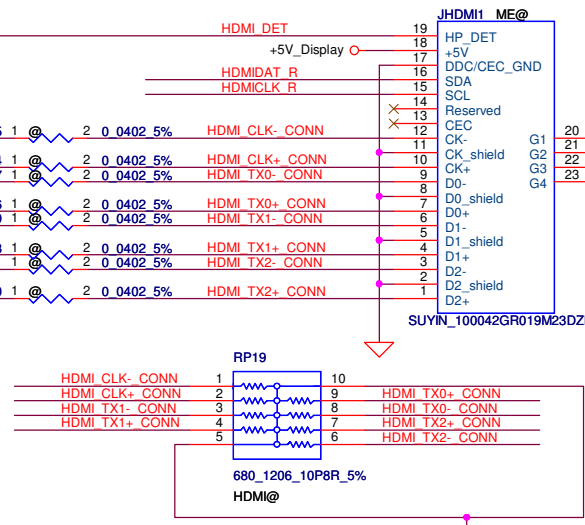 JHDMI1 ME@
HDMI_DET 19 HP_DET
+5V_Display 18 +5V
17 DDC/CEC_GND
HDMIDAT_R 16 SDA
HDMICLK_R 15 SCL
14 Reserved
13 CEC
1 @ 2 0_0402_5% HDMI_CLK-_CONN 12 CK- G1 20
11 CK_shield G2 21
1 @ 2 0_0402_5% HDMI_CLK+_CONN 10 CK+ G3 22
1 @ 2 0_0402_5% HDMI_TX0-_CONN 9 D0- G4 23
8 D0_shield
1 @ 2 0_0402_5% HDMI_TX0+_CONN 7 D0+
1 @ 2 0_0402_5% HDMI_TX1-_CONN 6 D1-
5 D1_shield
1 @ 2 0_0402_5% HDMI_TX1+_CONN 4 D1+
1 @ 2 0_0402_5% HDMI_TX2-_CONN 3 D2-
2 D2_shield
1 @ 2 0_0402_5% HDMI_TX2+_CONN 1 D2+
SUYIN_100042GR019M23DZ
RP19
HDMI_CLK-_CONN 1 10
HDMI_CLK+_CONN 2 9 HDMI_TX0+_CONN
HDMI_TX1-_CONN 3 8 HDMI_TX0-_CONN
HDMI_TX1+_CONN 4 7 HDMI_TX2+_CONN
5 6 HDMI_TX2-_CONN
680_1206_10P8R_5%
HDMI@